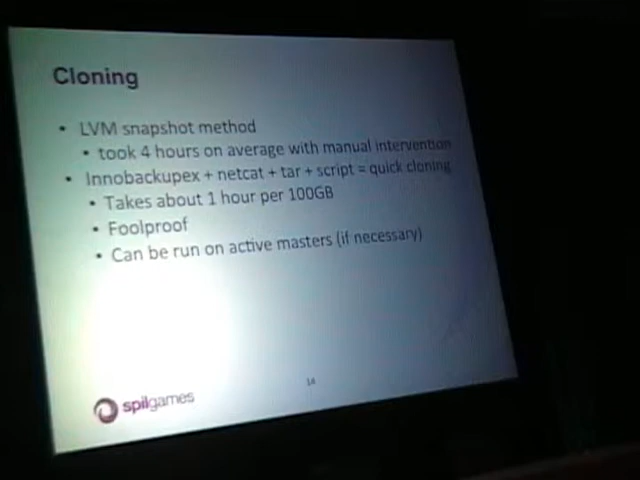 Cloning
• LVM snapshot method
• took 4 hours on average with manual intervention
• Innobackupex + netcat + tar + script = quick cloning
• Takes about 1 hour per 100GB
• Foolproof
• Can be run on active masters (if necessary)
spilgames
14